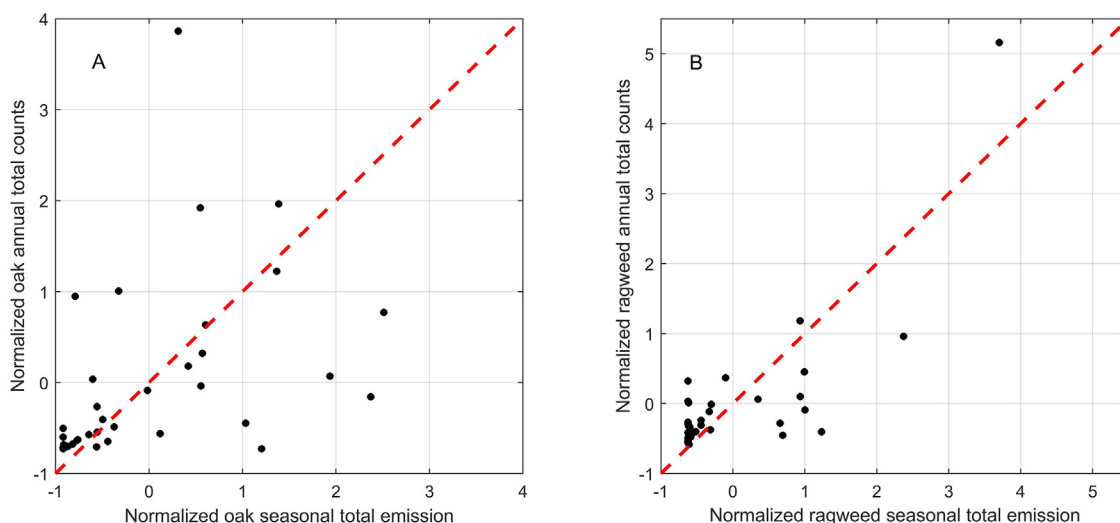 A
Normalized oak annual total counts
4
3
2
1
0
-1
-1 0 1 2 3 4
Normalized oak seasonal total emission
B
Normalized ragweed annual total counts
5
4
3
2
1
0
-1
-1 0 1 2 3 4 5
Normalized ragweed seasonal total emission